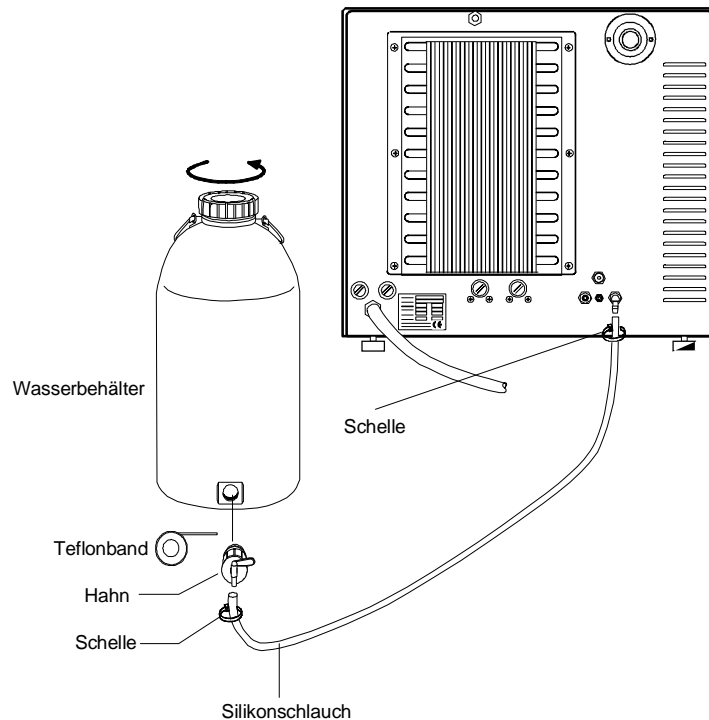 Wasserbehälter
Schelle
Teflonband
Hahn
Schelle
Silikonschlauch